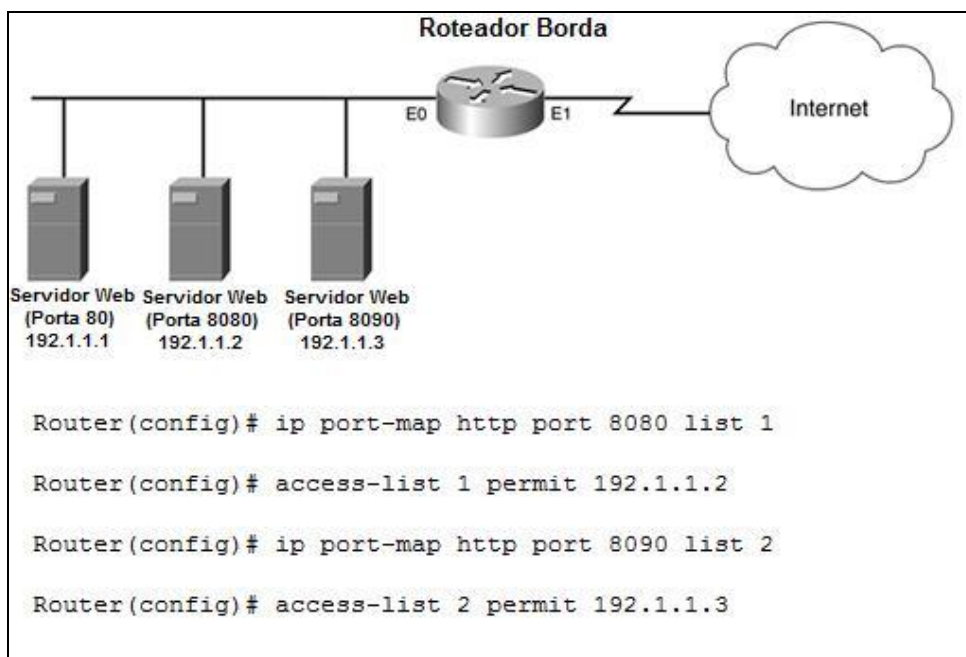 Roteador Borda
E0
E1
Internet
Servidor Web
(Porta 80)
192.1.1.1
Servidor Web
(Porta 8080)
192.1.1.2
Servidor Web
(Porta 8090)
192.1.1.3
Router(config)# ip port-map http port 8080 list 1
Router(config)# access-list 1 permit 192.1.1.2
Router(config)# ip port-map http port 8090 list 2
Router(config)# access-list 2 permit 192.1.1.3